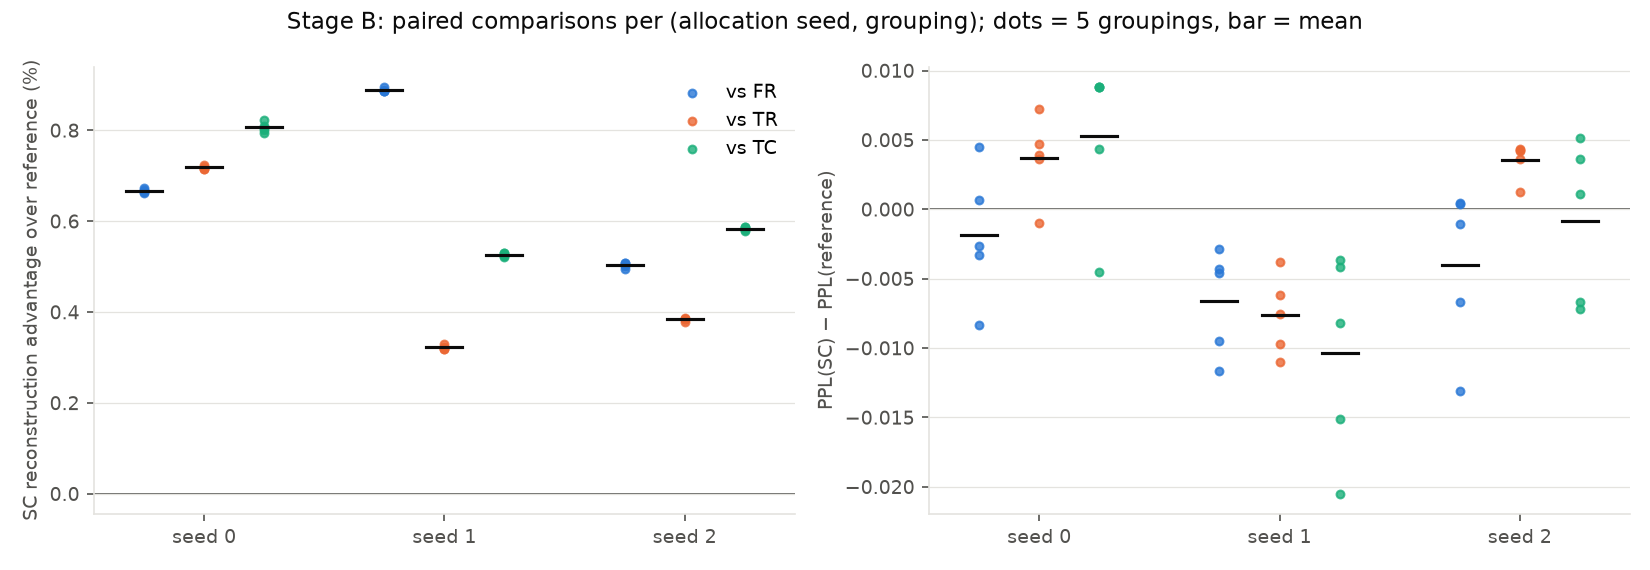 Stage B: paired comparisons per (allocation seed, grouping); dots = 5 groupings, bar = mean
SC reconstruction advantage over reference (%)
0.8
0.6
0.4
0.2
0.0
seed 0
seed 1
seed 2
vs FR
vs TR
vs TC
PPL(SC) − PPL(reference)
0.010
0.005
0.000
−0.005
−0.010
−0.015
−0.020
seed 0
seed 1
seed 2